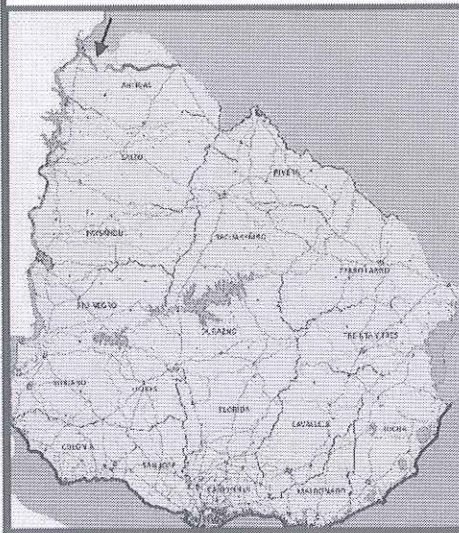 ARTIGAS
SALTO
RIVERA
PAYSANDU
TACUAREMBO
CERRO LARGO
RIO NEGRO
DURAZNO
TREINTA Y TRES
SORIANO
FLORES
FLORIDA
LAVALLEJA
ROCHA
COLONIA
SAN JOSE
CANELONES
MALDONADO